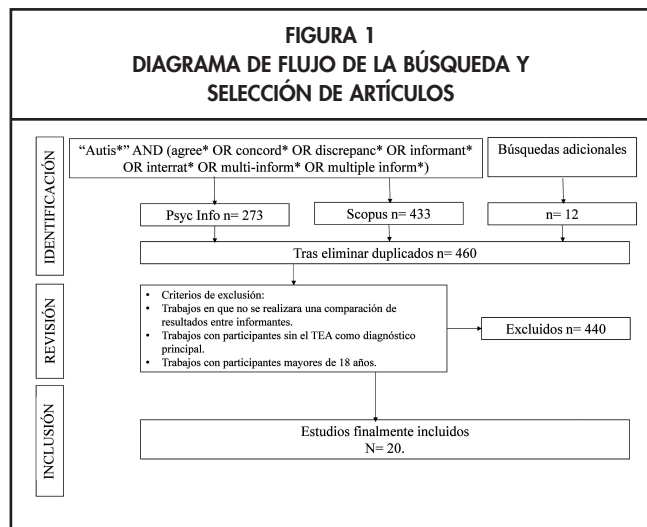 FIGURA 1
DIAGRAMA DE FLUJO DE LA BÚSQUEDA Y
SELECCIÓN DE ARTÍCULOS
IDENTIFICACIÓN
“Autis*” AND (agree* OR concord* OR discrepanc* OR informant*
OR interrat* OR multi-inform* OR multiple inform*)
Búsquedas adicionales
Psyc Info n= 273
Scopus n= 433
n= 12
Tras eliminar duplicados n= 460
REVISIÓN
• Criterios de exclusión:
• Trabajos en que no se realizara una comparación de
resultados entre informantes.
• Trabajos con participantes sin el TEA como diagnóstico
principal.
• Trabajos con participantes mayores de 18 años.
Excluidos n= 440
INCLUSIÓN
Estudios finalmente incluidos
N= 20.